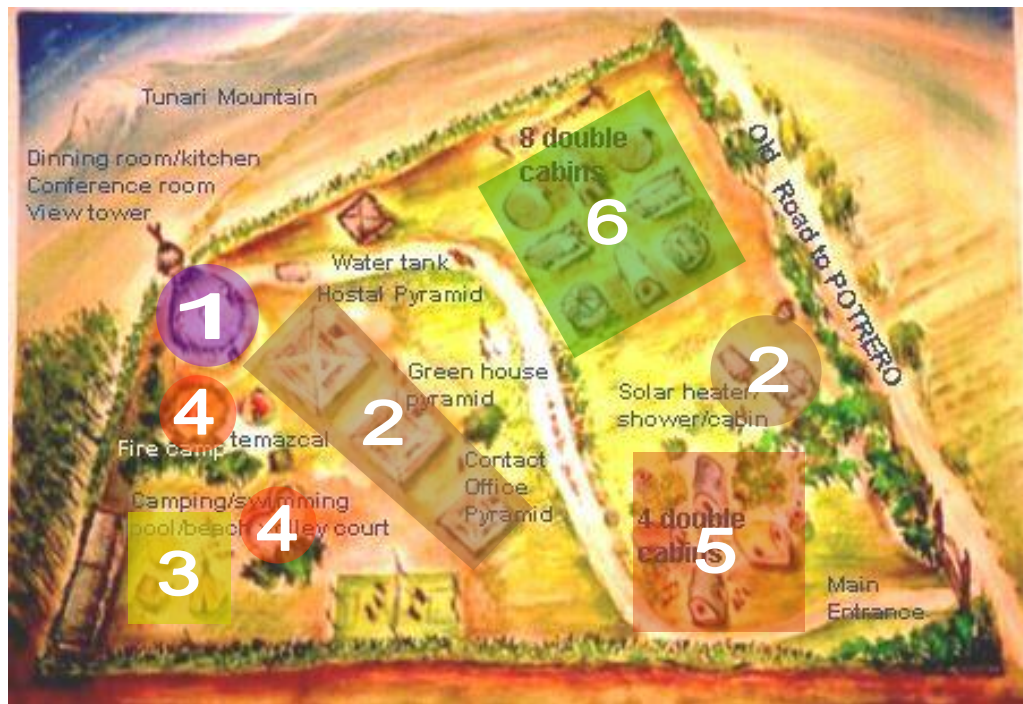 Tunari Mountain
Dinning room/kitchen
Conference room
View tower
8 double
cabins
6
Old Road to POTRERO
Water tank
Hostal Pyramid
1
Green house
pyramid
2
2
Solar heater/
shower/cabin
4
Fire camp
temazcal
Contact
Office
Pyramid
Camping/swimming
pool/beach volley court
4
3
4 double
cabins
5
Main
Entrance